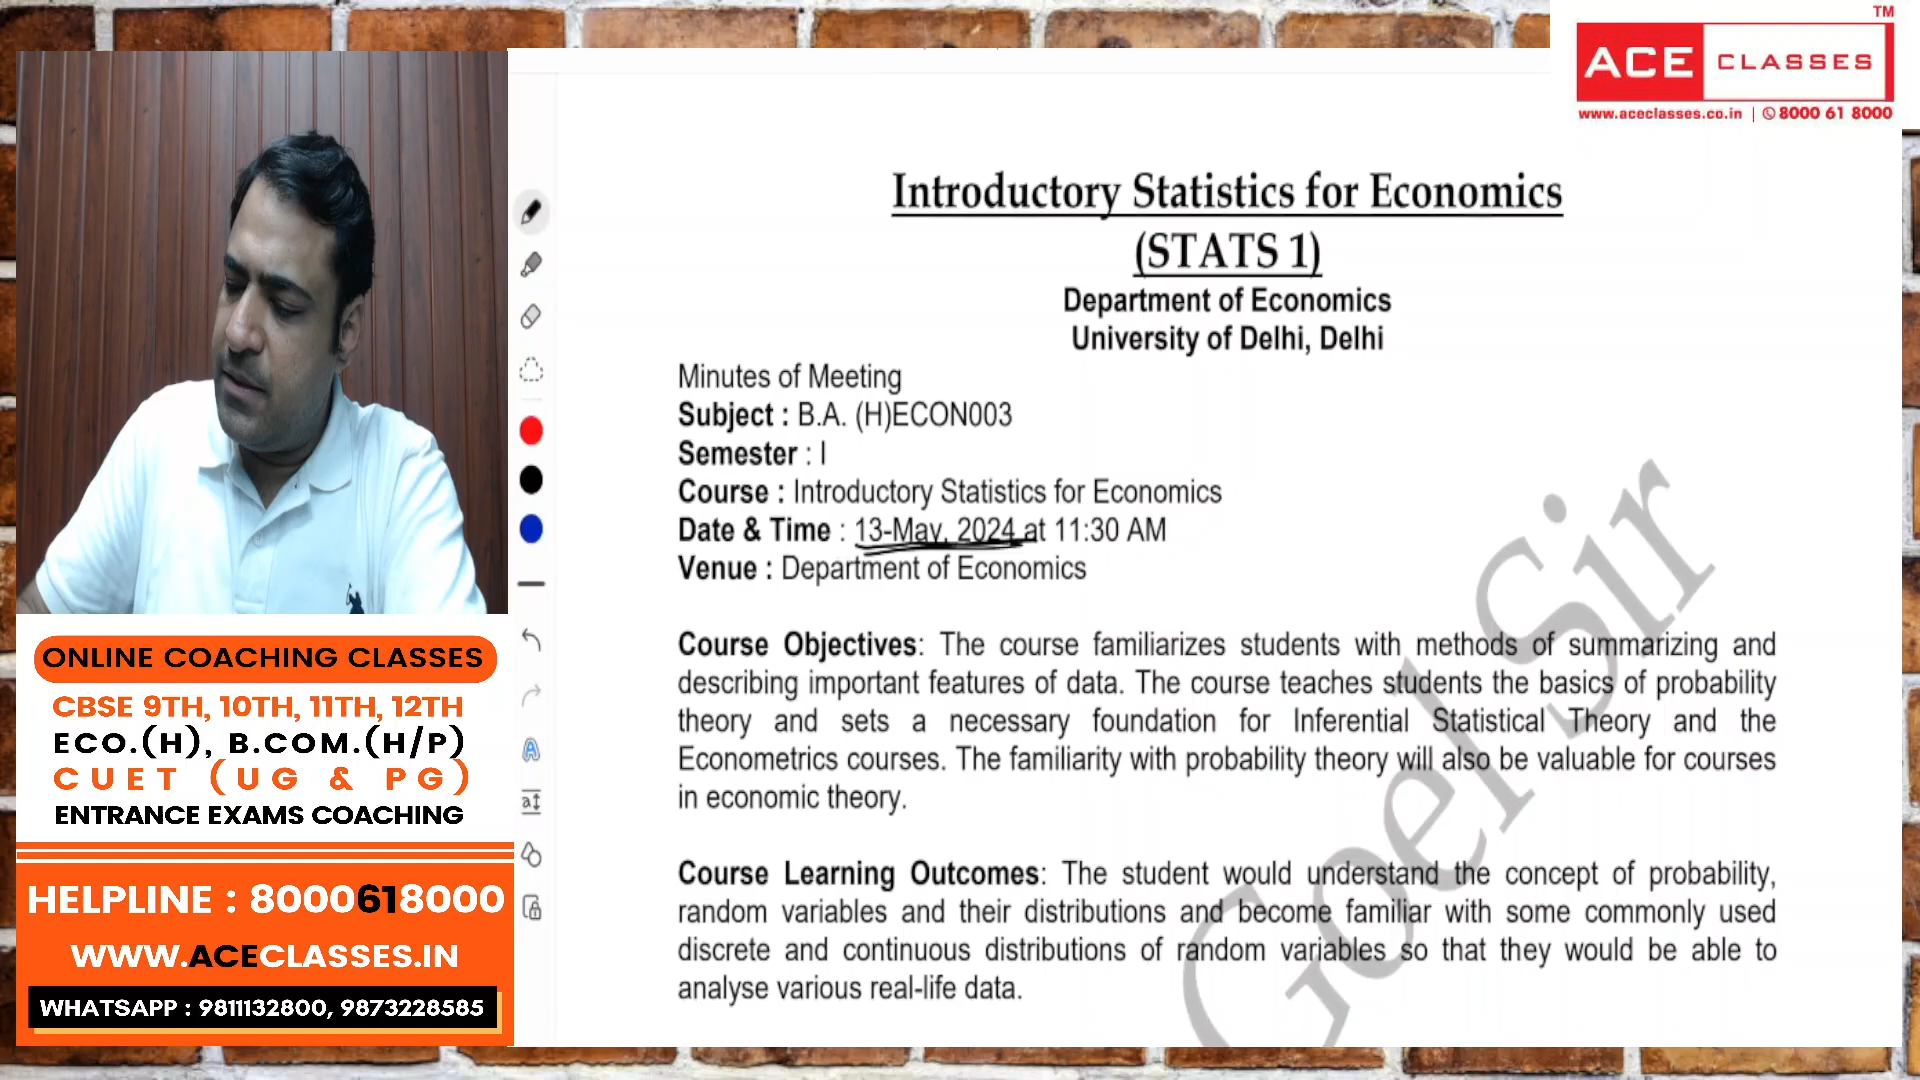 TM
ACE CLASSES
www.aceclasses.co.in | 8000 61 8000
Introductory Statistics for Economics
(STATS 1)
Department of Economics
University of Delhi, Delhi
Minutes of Meeting
Subject : B.A. (H)ECON003
Semester : I
Course : Introductory Statistics for Economics
Date & Time : 13-May, 2024 at 11:30 AM
Venue : Department of Economics
Course Objectives: The course familiarizes students with methods of summarizing and
describing important features of data. The course teaches students the basics of probability
theory and sets a necessary foundation for Inferential Statistical Theory and the
Econometrics courses. The familiarity with probability theory will also be valuable for courses
in economic theory.
Course Learning Outcomes: The student would understand the concept of probability,
random variables and their distributions and become familiar with some commonly used
discrete and continuous distributions of random variables so that they would be able to
analyse various real-life data.
Goel Sir
ONLINE COACHING CLASSES
CBSE 9TH, 10TH, 11TH, 12TH
ECO.(H), B.COM.(H/P)
CUET (UG & PG)
ENTRANCE EXAMS COACHING
HELPLINE : 8000618000
WWW.ACECLASSES.IN
WHATSAPP : 9811132800, 9873228585